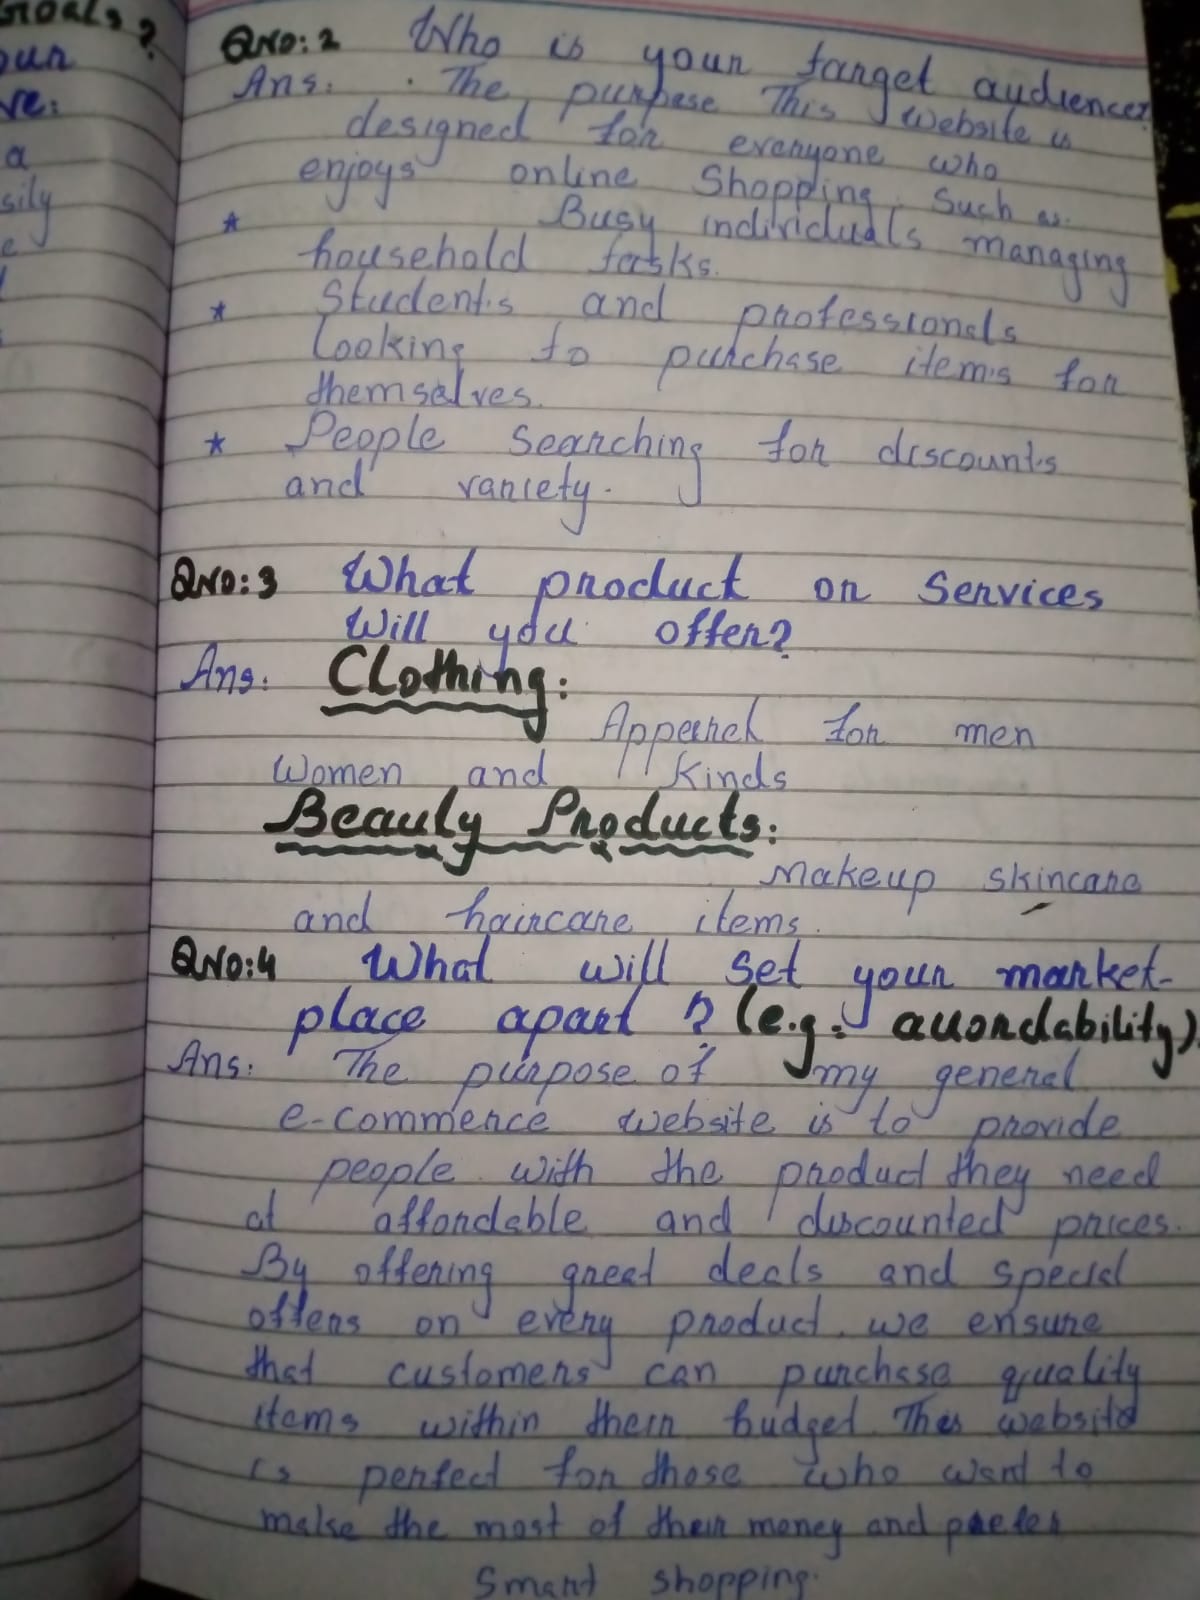 Goals?
our
ve:
a
sily
e
QNO: 2 Who is your target audience?
Ans. . The purpose This website is
designed for everyone who
enjoys online Shopping. Such as.
* Busy individuals managing
household tasks.
* Students and professionals
looking to purchase items for
themselves.
* People Searching for discounts
and variety.
QNO: 3 What product or Services
Will you offer?
Ans. Clothing:
Appearel for men
Women and Kinds
Beauty Products:
Makeup skincare
and haircare items.
QNO:4 What will set your market-
place apart? (e.g: auordability)
Ans: The purpose of my general
e-commerce website is to provide
people with the product they need
at affordable and discounted prices.
By offering great deals and special
offers on every product. we ensure
that customers can purchase quality
items within their budget. This website
is perfect for those who want to
make the most of their money and prefer
Smart shopping.